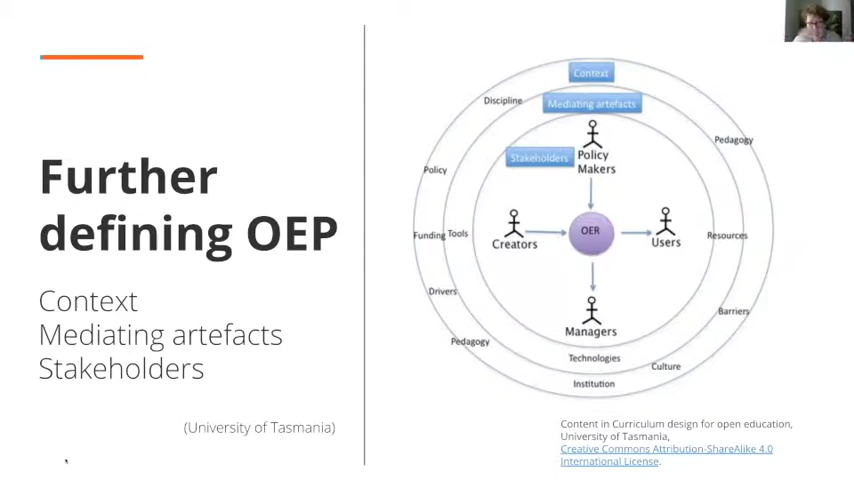 Further
defining OEP
Context
Mediating artefacts
Stakeholders
(University of Tasmania)
Context
Discipline
Mediating artefacts
Pedagogy
Stakeholders
Policy
Makers
Policy
Funding
Tools
Creators
OER
Users
Resources
Drivers
Barriers
Managers
Pedagogy
Technologies
Culture
Institution
Content in Curriculum design for open education,
University of Tasmania,
Creative Commons Attribution-ShareAlike 4.0
International License.